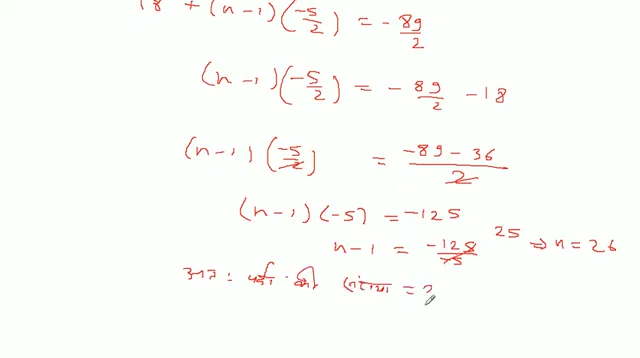 18 + (n - 1) (-5/2) = - 89/2
(n - 1) (-5/2) = - 89/2 - 18
(n - 1) (-5/2) = -89 - 36 / 2
(n - 1) (-5) = -125
n - 1 = -125/-5 25 ⇒ n = 26
अतः पदों की संख्या = 2